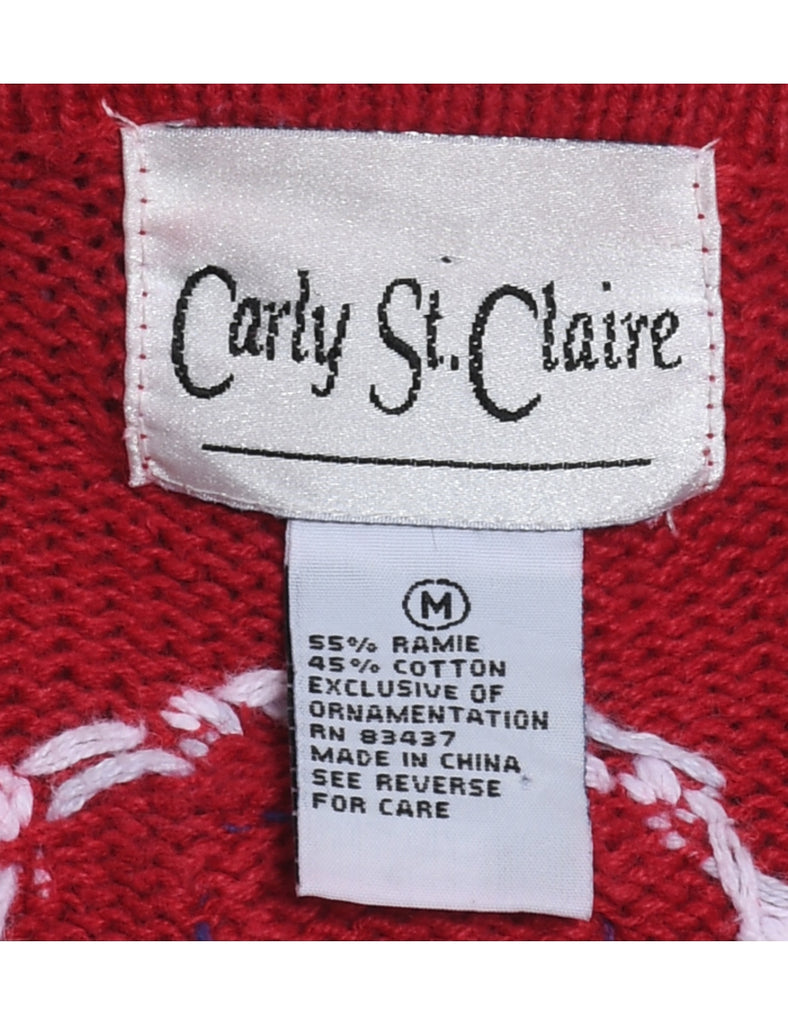 Carly St. Claire
M
55% RAMIE
45% COTTON
EXCLUSIVE OF
ORNAMENTATION
RN 83437
MADE IN CHINA
SEE REVERSE
FOR CARE